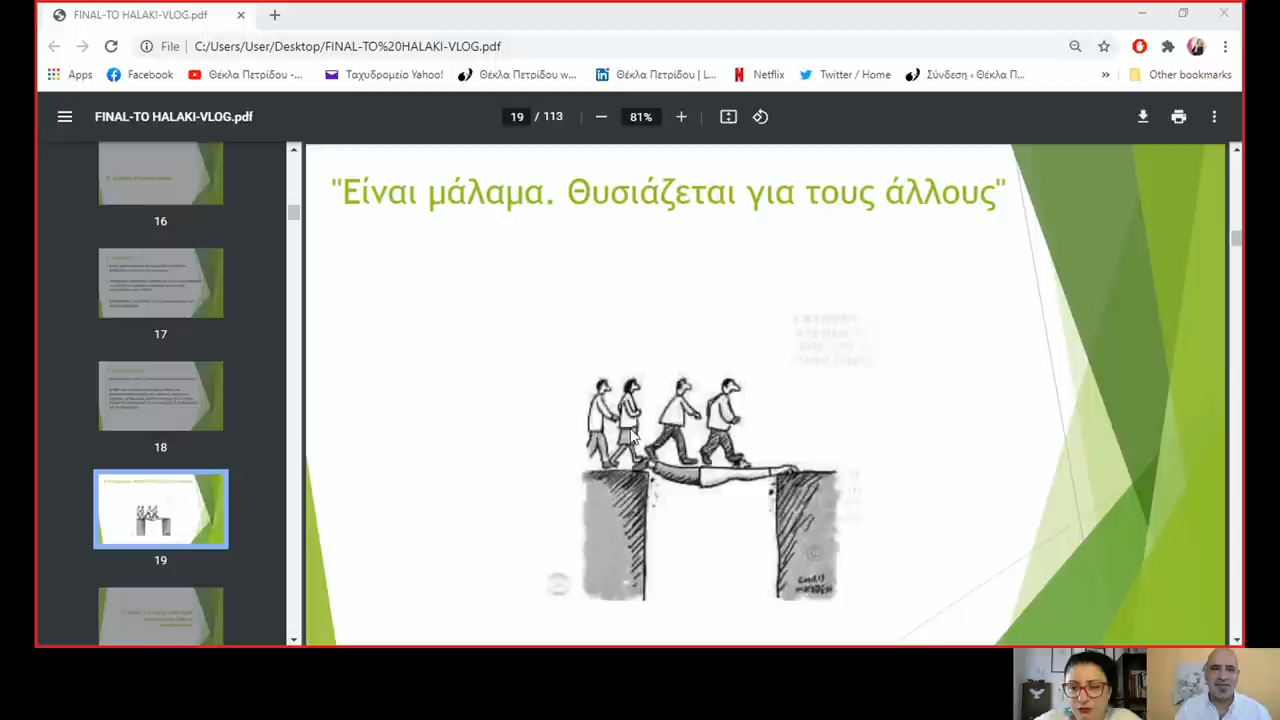 FINAL-TO HALAKI-VLOG.pdf
File
C:/Users/User/Desktop/FINAL-TO%20HALAKI-VLOG.pdf
Apps
Facebook
Θέκλα Πετρίδου -...
Ταχυδρομείο Yahoo!
Θέκλα Πετρίδου w...
Θέκλα Πετρίδου | L...
Netflix
Twitter / Home
Σύνδεση ‹ Θέκλα Π...
»
Other bookmarks
FINAL-TO HALAKI-VLOG.pdf
19 / 113
81%
16
17
18
19
"Είναι μάλαμα. Θυσιάζεται για τους άλλους"